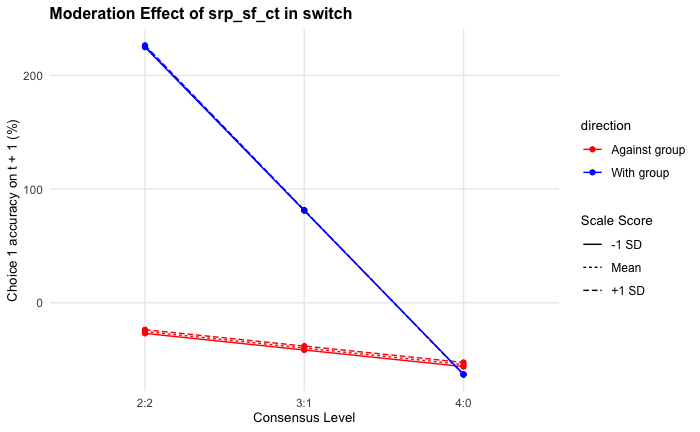 Moderation Effect of srp_sf_ct in switch
Choice 1 accuracy on t + 1 (%)
200
100
0
2:2
3:1
4:0
Consensus Level
direction
Against group
With group
Scale Score
-1 SD
Mean
+1 SD